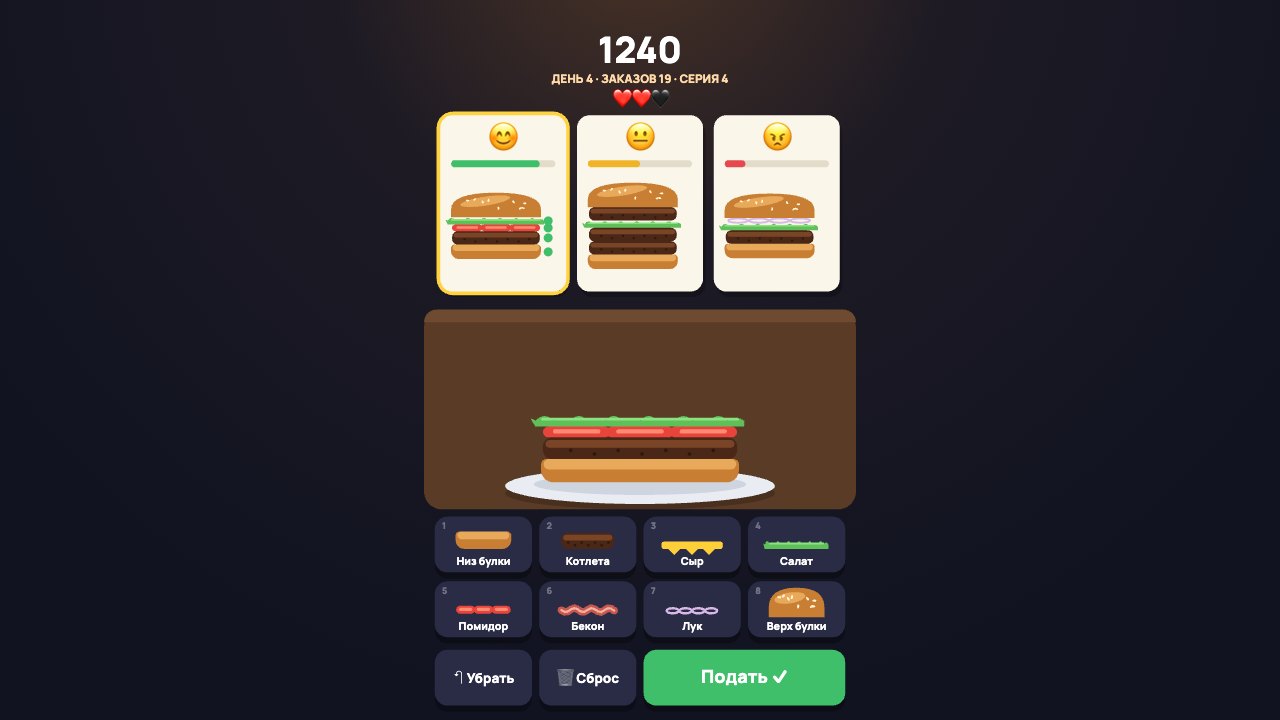 1240
ДЕНЬ 4 · ЗАКАЗОВ 19 · СЕРИЯ 4
1 2 3 4
Низ булки Котлета Сыр Салат
5 6 7 8
Помидор Бекон Лук Верх булки
Убрать Сброс Подать